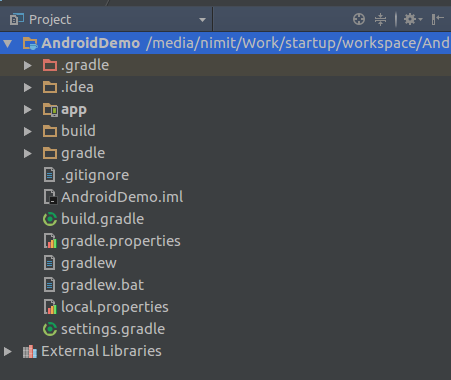 Project
AndroidDemo /media/nimit/Work/startup/workspace/And
.gradle
.idea
app
build
gradle
.gitignore
AndroidDemo.iml
build.gradle
gradle.properties
gradlew
gradlew.bat
local.properties
settings.gradle
External Libraries